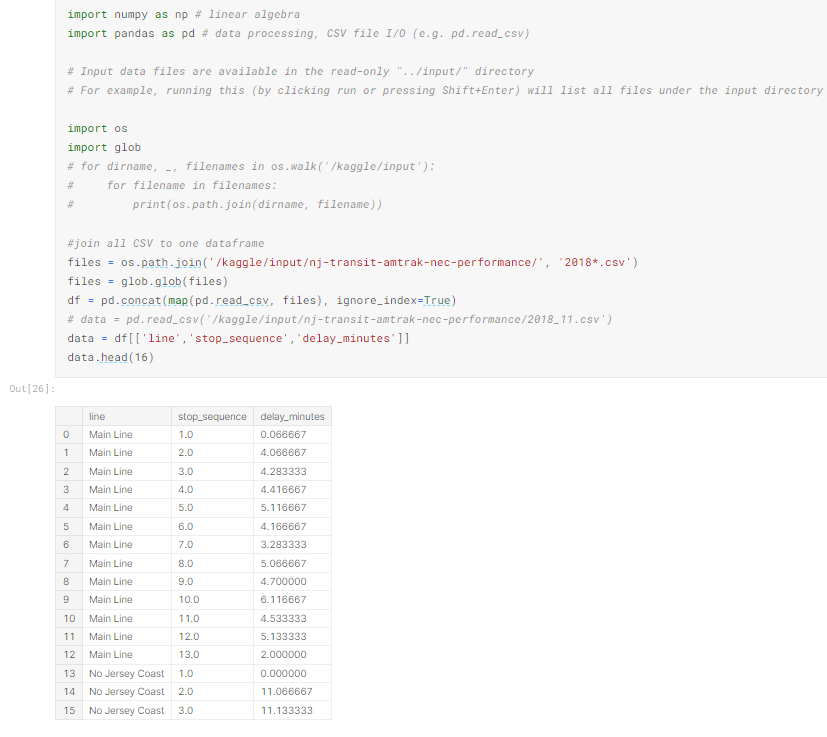 import numpy as np # linear algebra
import pandas as pd # data processing, CSV file I/O (e.g. pd.read_csv)
# Input data files are available in the read-only "../input/" directory
# For example, running this (by clicking run or pressing Shift+Enter) will list all files under the input directory
import os
import glob
# for dirname, _, filenames in os.walk('/kaggle/input'):
#     for filename in filenames:
#         print(os.path.join(dirname, filename))
#join all CSV to one dataframe
files = os.path.join('/kaggle/input/nj-transit-amtrak-nec-performance/', '2018*.csv')
files = glob.glob(files)
df = pd.concat(map(pd.read_csv, files), ignore_index=True)
# data = pd.read_csv('/kaggle/input/nj-transit-amtrak-nec-performance/2018_11.csv')
data = df[['line','stop_sequence','delay_minutes']]
data.head(16)
Out[26]:
line stop_sequence delay_minutes
0 Main Line 1.0 0.066667
1 Main Line 2.0 4.066667
2 Main Line 3.0 4.283333
3 Main Line 4.0 4.416667
4 Main Line 5.0 5.116667
5 Main Line 6.0 4.166667
6 Main Line 7.0 3.283333
7 Main Line 8.0 5.066667
8 Main Line 9.0 4.700000
9 Main Line 10.0 6.116667
10 Main Line 11.0 4.533333
11 Main Line 12.0 5.133333
12 Main Line 13.0 2.000000
13 No Jersey Coast 1.0 0.000000
14 No Jersey Coast 2.0 11.066667
15 No Jersey Coast 3.0 11.133333